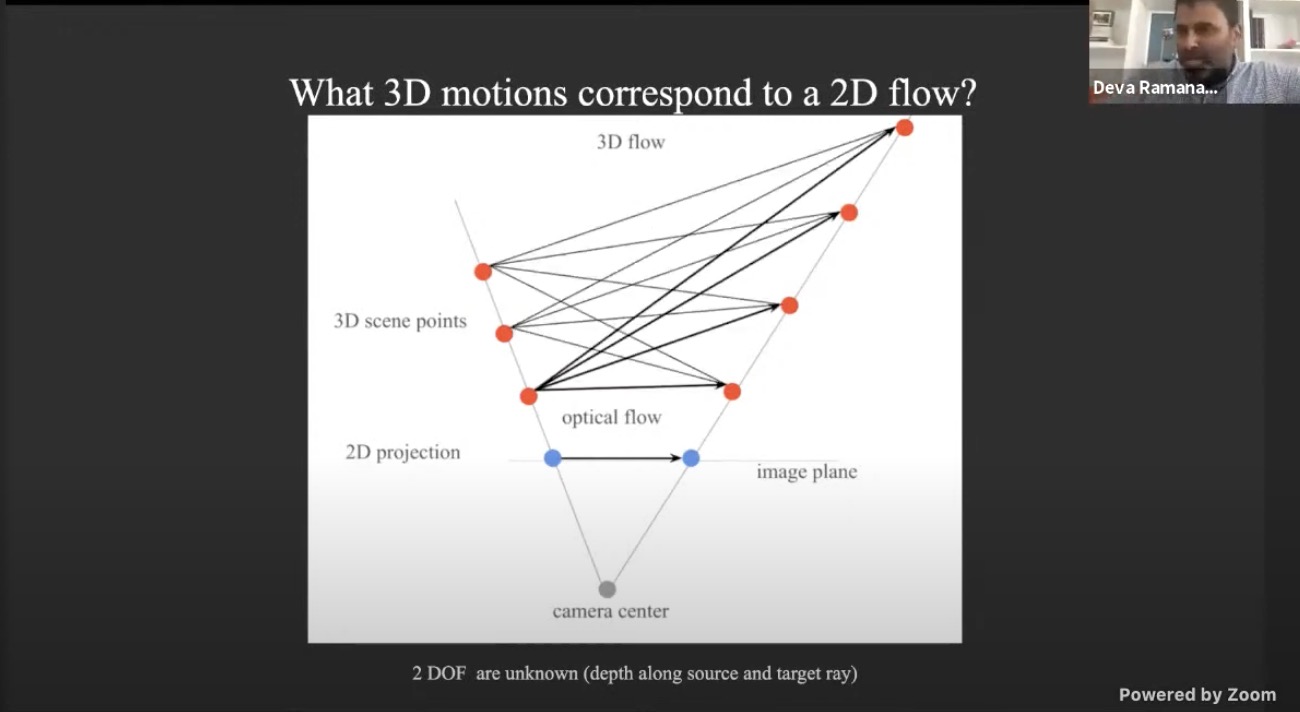 What 3D motions correspond to a 2D flow?
Deva Ramana...
3D flow
3D scene points
optical flow
2D projection
image plane
camera center
2 DOF are unknown (depth along source and target ray)
Powered by Zoom